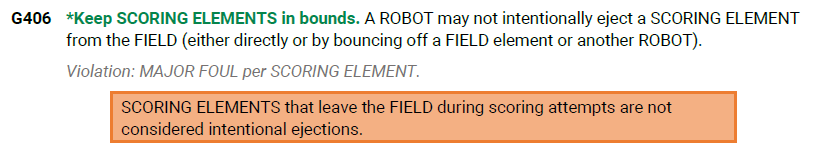 G406 *Keep SCORING ELEMENTS in bounds. A ROBOT may not intentionally eject a SCORING ELEMENT
from the FIELD (either directly or by bouncing off a FIELD element or another ROBOT).
Violation: MAJOR FOUL per SCORING ELEMENT.
SCORING ELEMENTS that leave the FIELD during scoring attempts are not
considered intentional ejections.